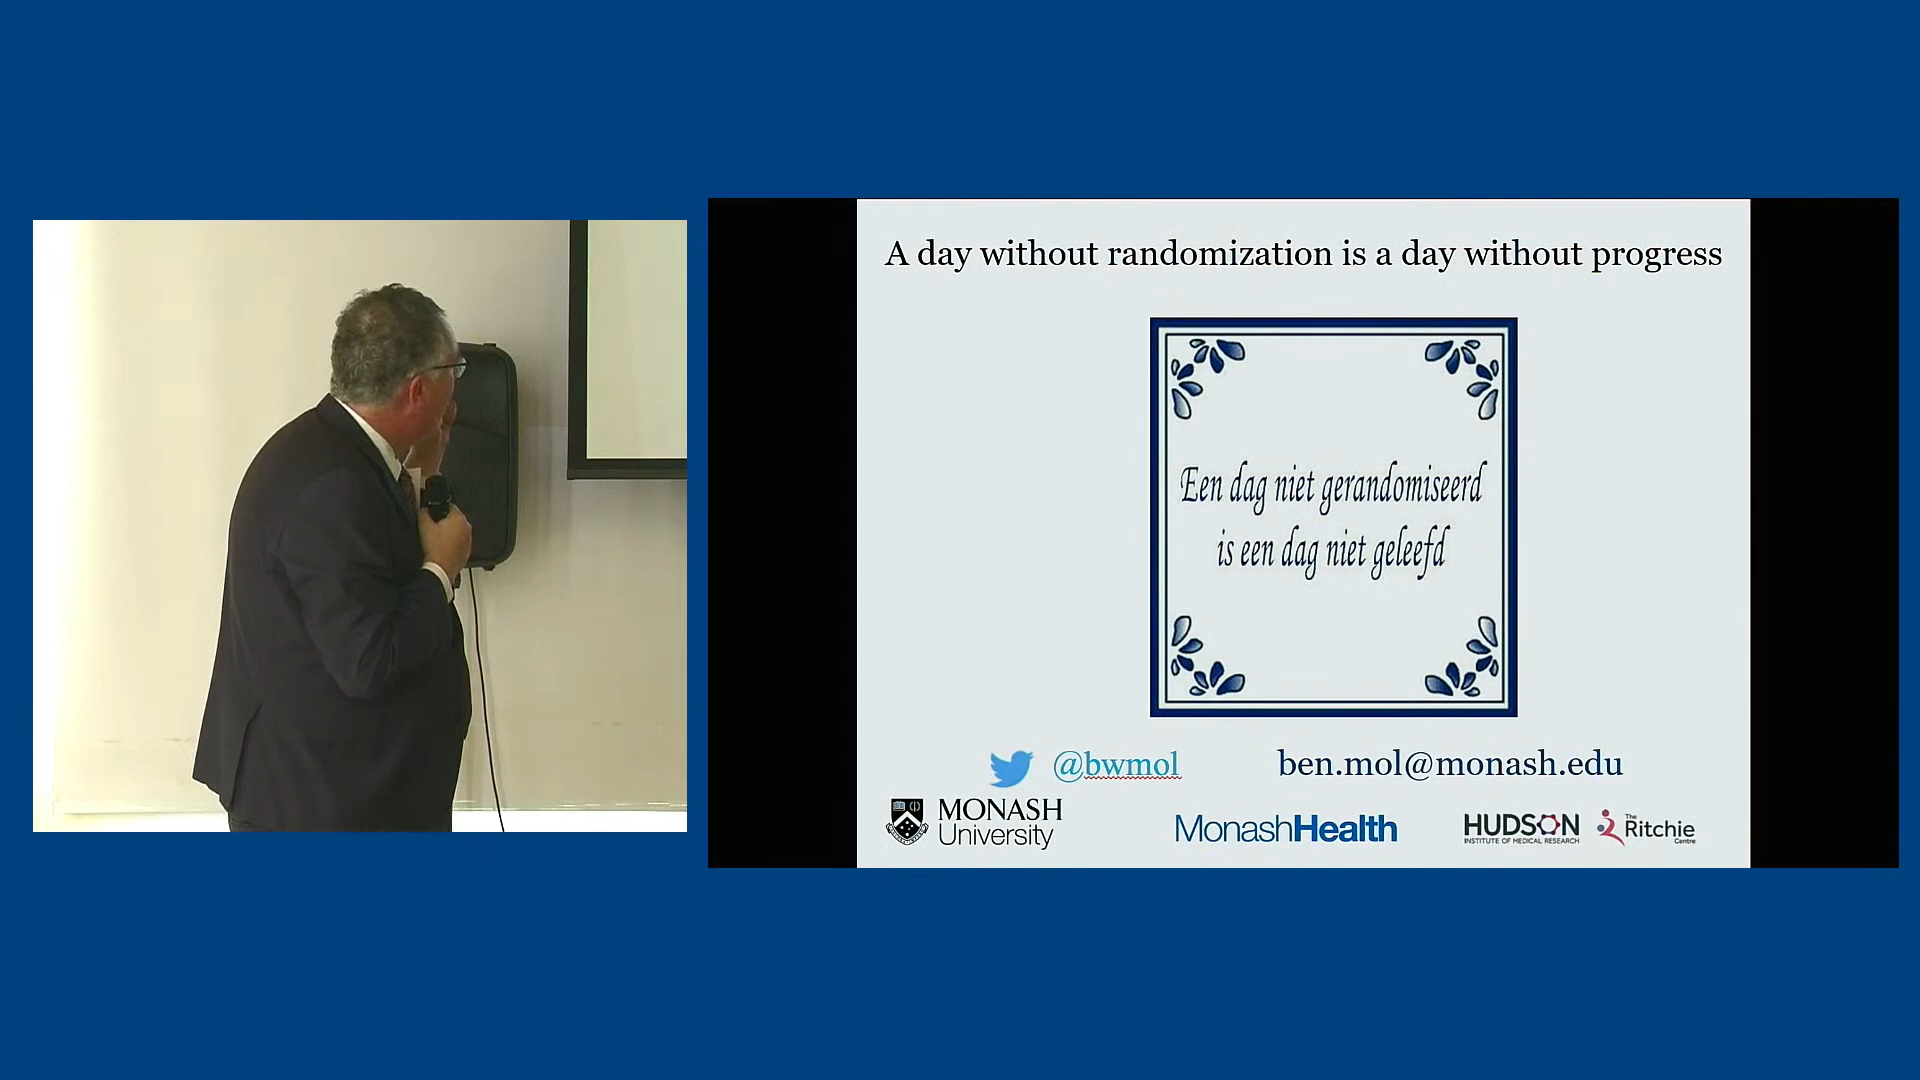 A day without randomization is a day without progress
Een dag niet gerandomiseerd
is een dag niet geleefd
@bwmol
ben.mol@monash.edu
MONASH
University
MonashHealth
HUDSON
INSTITUTE OF MEDICAL RESEARCH
The
Ritchie
Centre